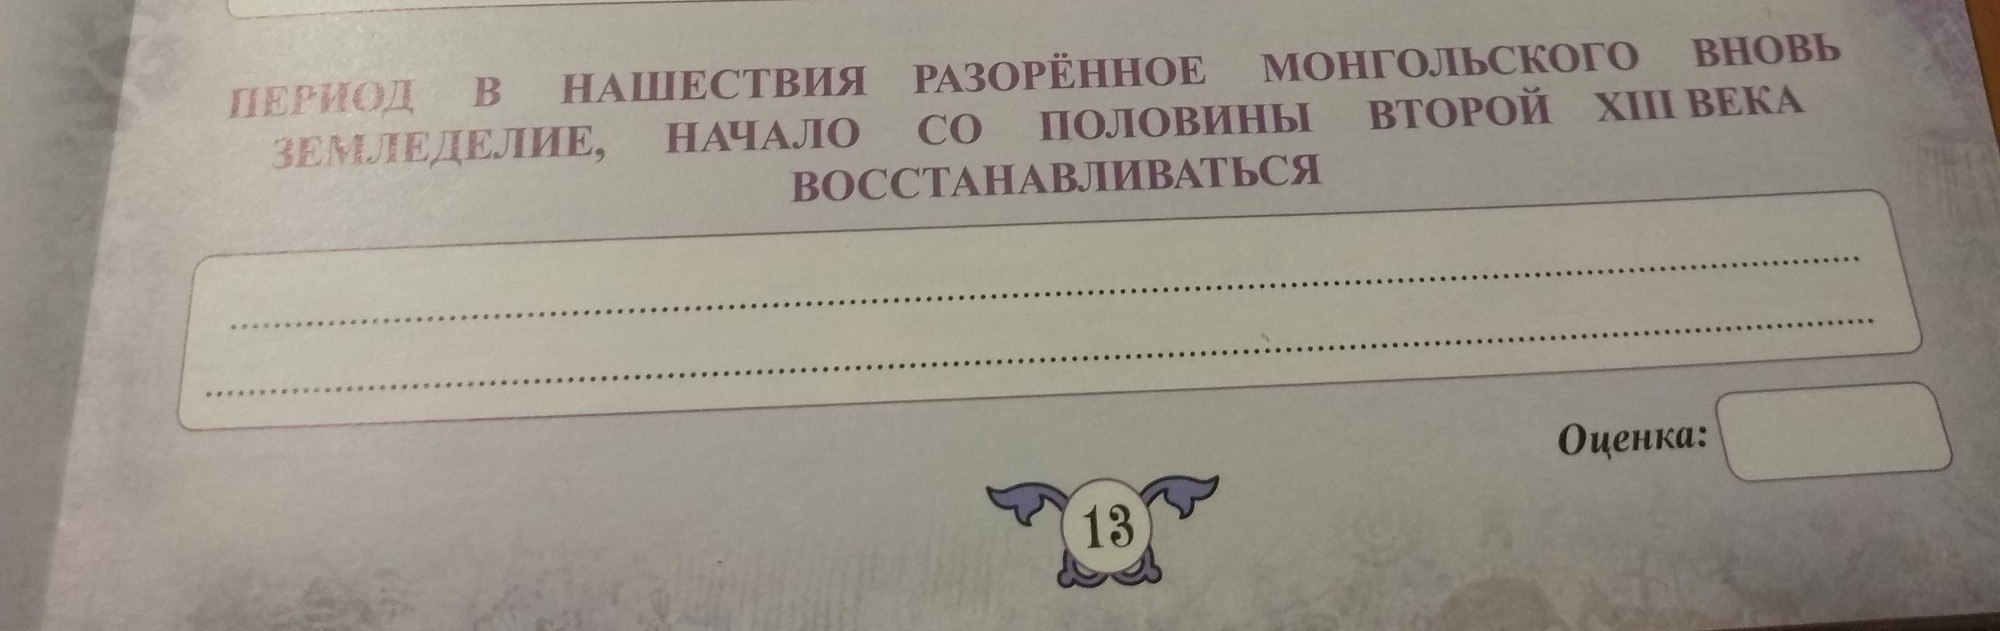 ПЕРИОД В НАШЕСТВИЯ РАЗОРЁННОЕ МОНГОЛЬСКОГО ВНОВЬ
ЗЕМЛЕДЕЛИЕ, НАЧАЛО СО ПОЛОВИНЫ ВТОРОЙ XIII ВЕКА
ВОССТАНАВЛИВАТЬСЯ
Оценка:
13